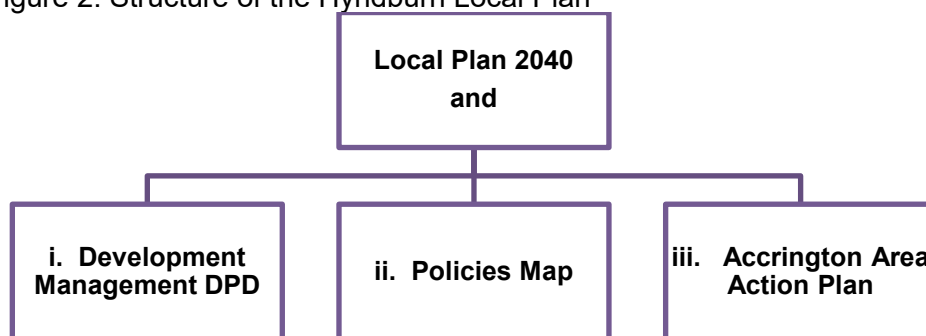 Figure 2: Structure of the Hyndburn Local Plan
Local Plan 2040
and
i. Development
Management DPD
ii. Policies Map
iii. Accrington Area
Action Plan